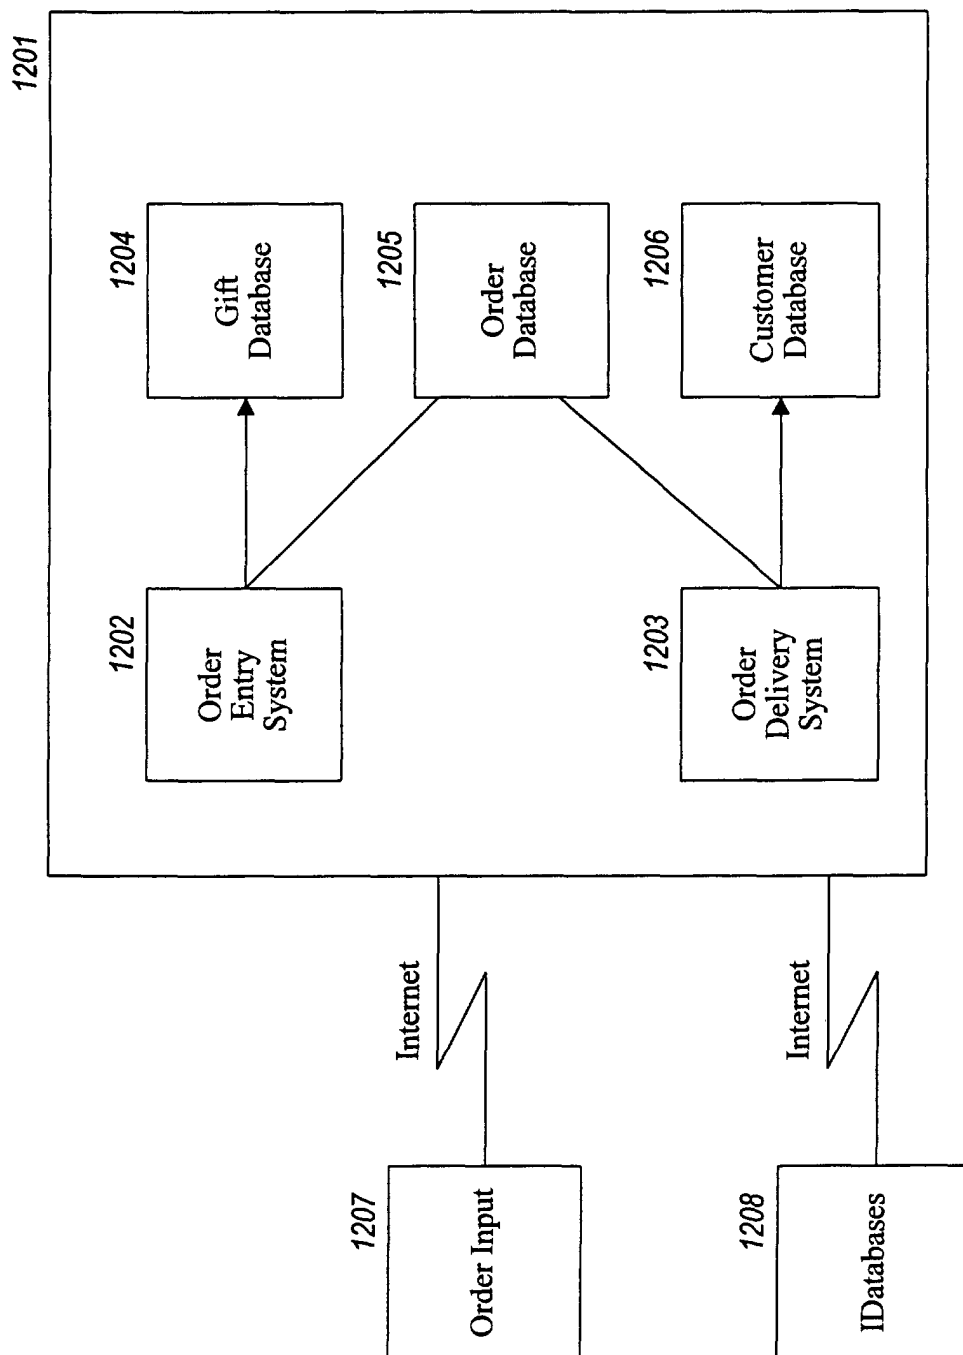 1201
1202
Order
Entry
System
1204
Gift
Database
1205
Order
Database
1203
Order
Delivery
System
1206
Customer
Database
Internet
1207
Order Input
Internet
1208
IDatabases